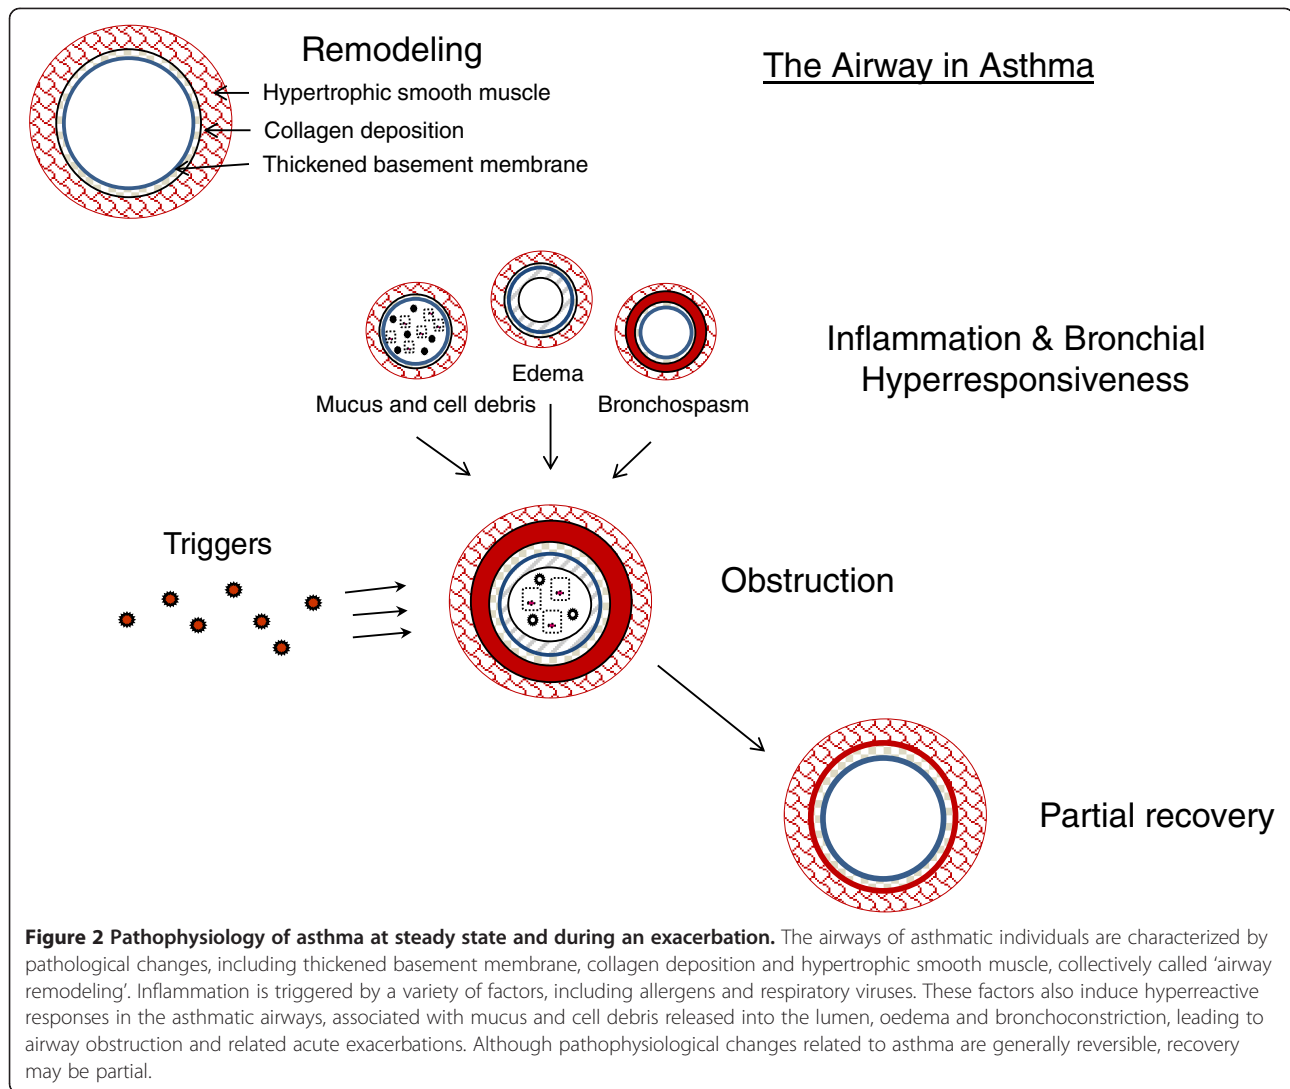 Remodeling
The Airway in Asthma
Hypertrophic smooth muscle
Collagen deposition
Thickened basement membrane
Edema
Mucus and cell debris
Bronchospasm
Inflammation & Bronchial
Hyperresponsiveness
Triggers
Obstruction
Partial recovery
Figure 2 Pathophysiology of asthma at steady state and during an exacerbation. The airways of asthmatic individuals are characterized by
pathological changes, including thickened basement membrane, collagen deposition and hypertrophic smooth muscle, collectively called ‘airway
remodeling’. Inflammation is triggered by a variety of factors, including allergens and respiratory viruses. These factors also induce hyperreactive
responses in the asthmatic airways, associated with mucus and cell debris released into the lumen, oedema and bronchoconstriction, leading to
airway obstruction and related acute exacerbations. Although pathophysiological changes related to asthma are generally reversible, recovery
may be partial.